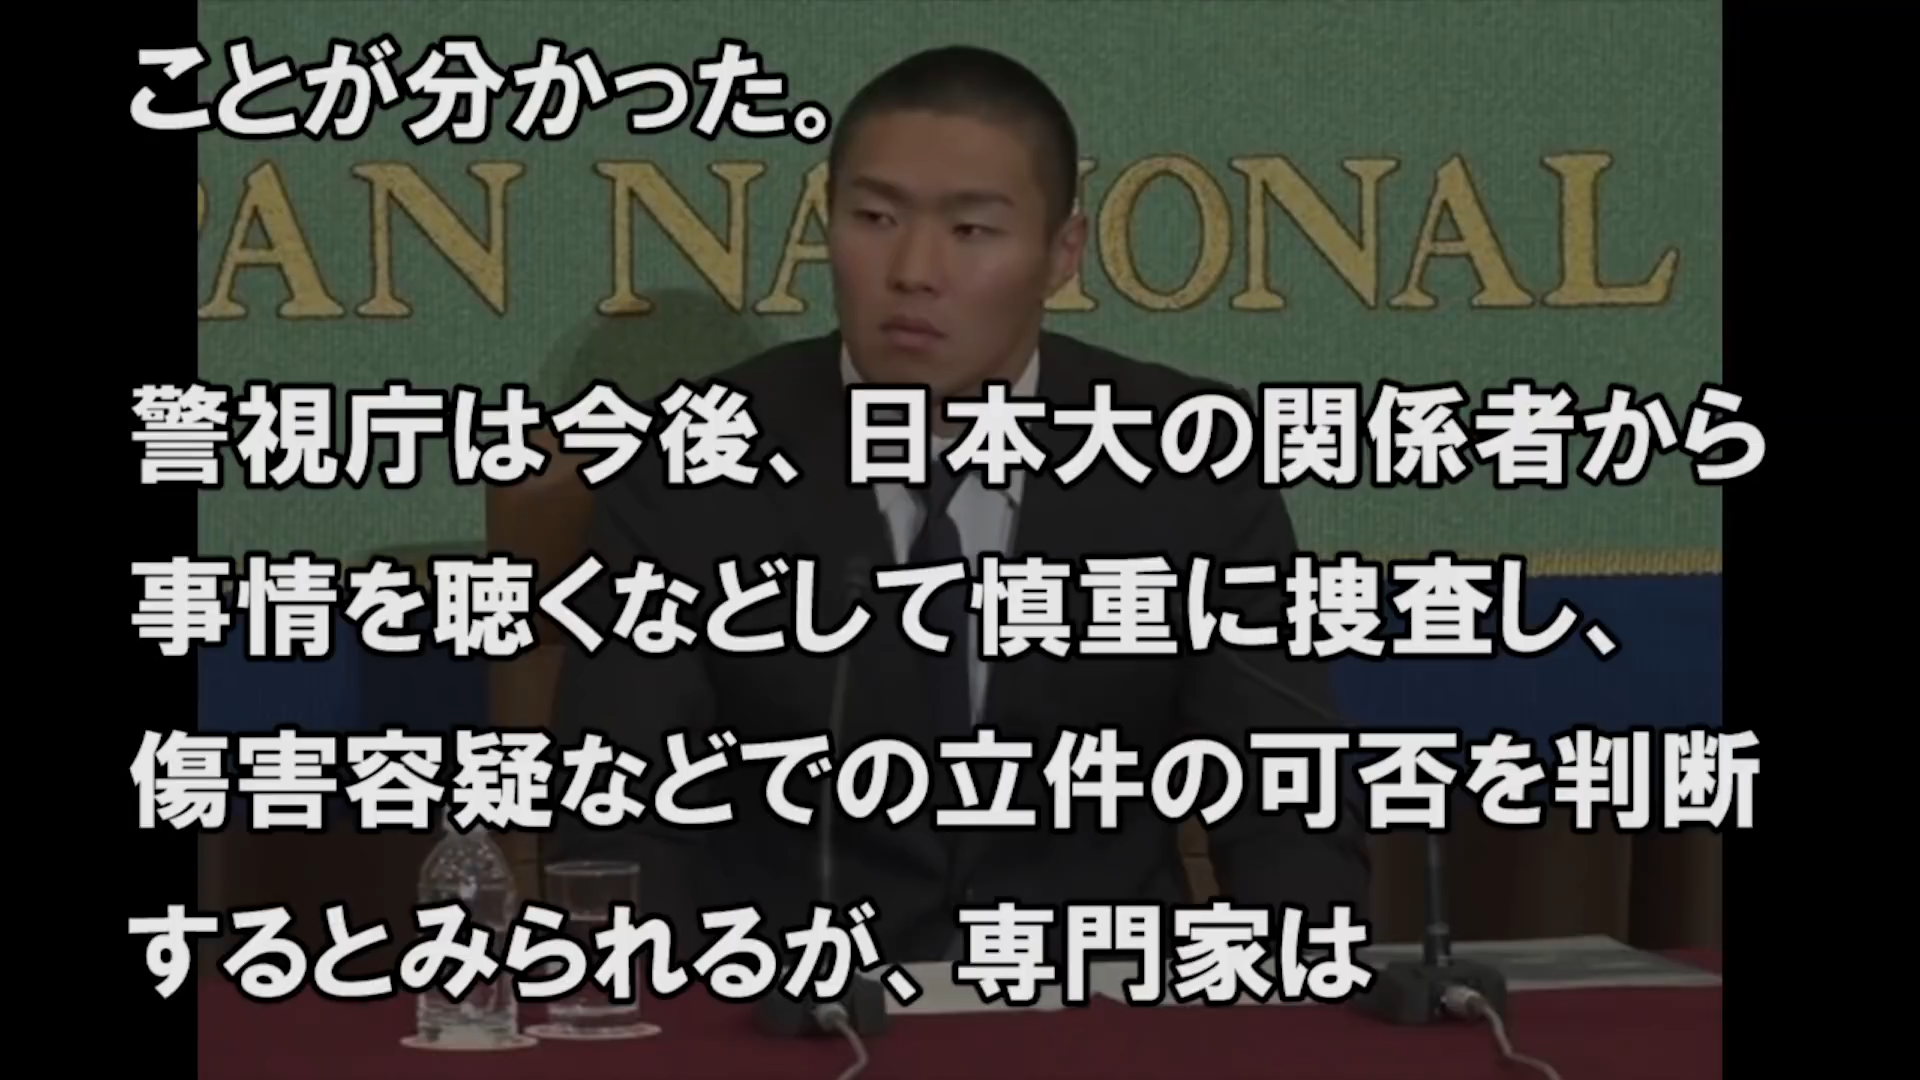 ことが分かった。
PAN NATIONAL
警視庁は今後、日本大の関係者から
事情を聴くなどして慎重に捜査し、
傷害容疑などでの立件の可否を判断
するとみられるが、専門家は